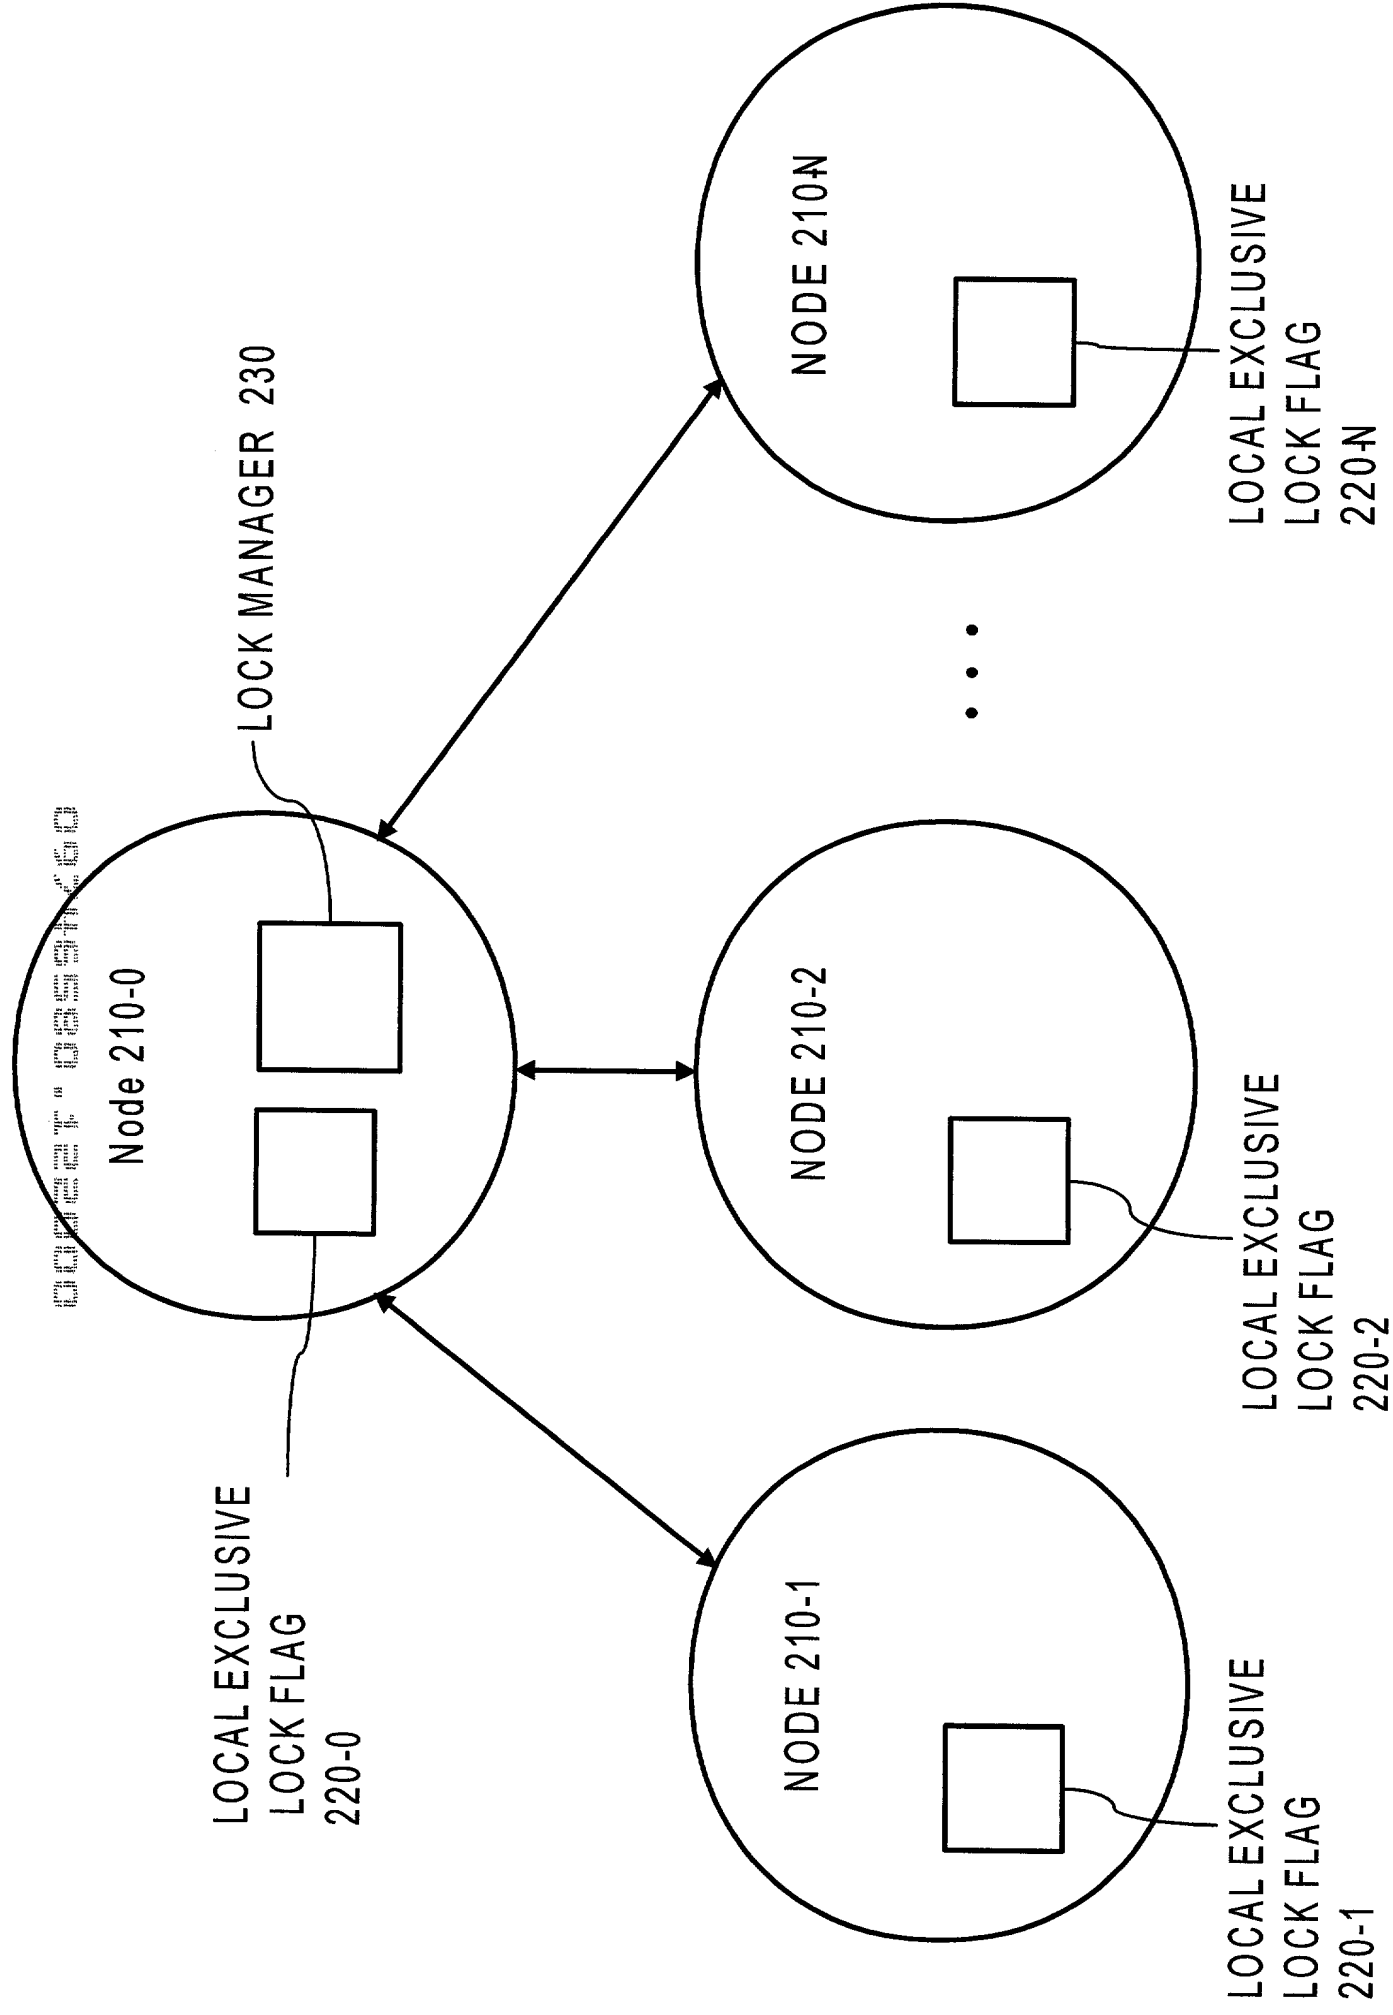 Node 210-0
LOCK MANAGER 230
LOCAL EXCLUSIVE
LOCK FLAG
220-0
NODE 210-1
NODE 210-2
NODE 210-N
LOCAL EXCLUSIVE
LOCK FLAG
220-1
LOCAL EXCLUSIVE
LOCK FLAG
220-2
LOCAL EXCLUSIVE
LOCK FLAG
220-N